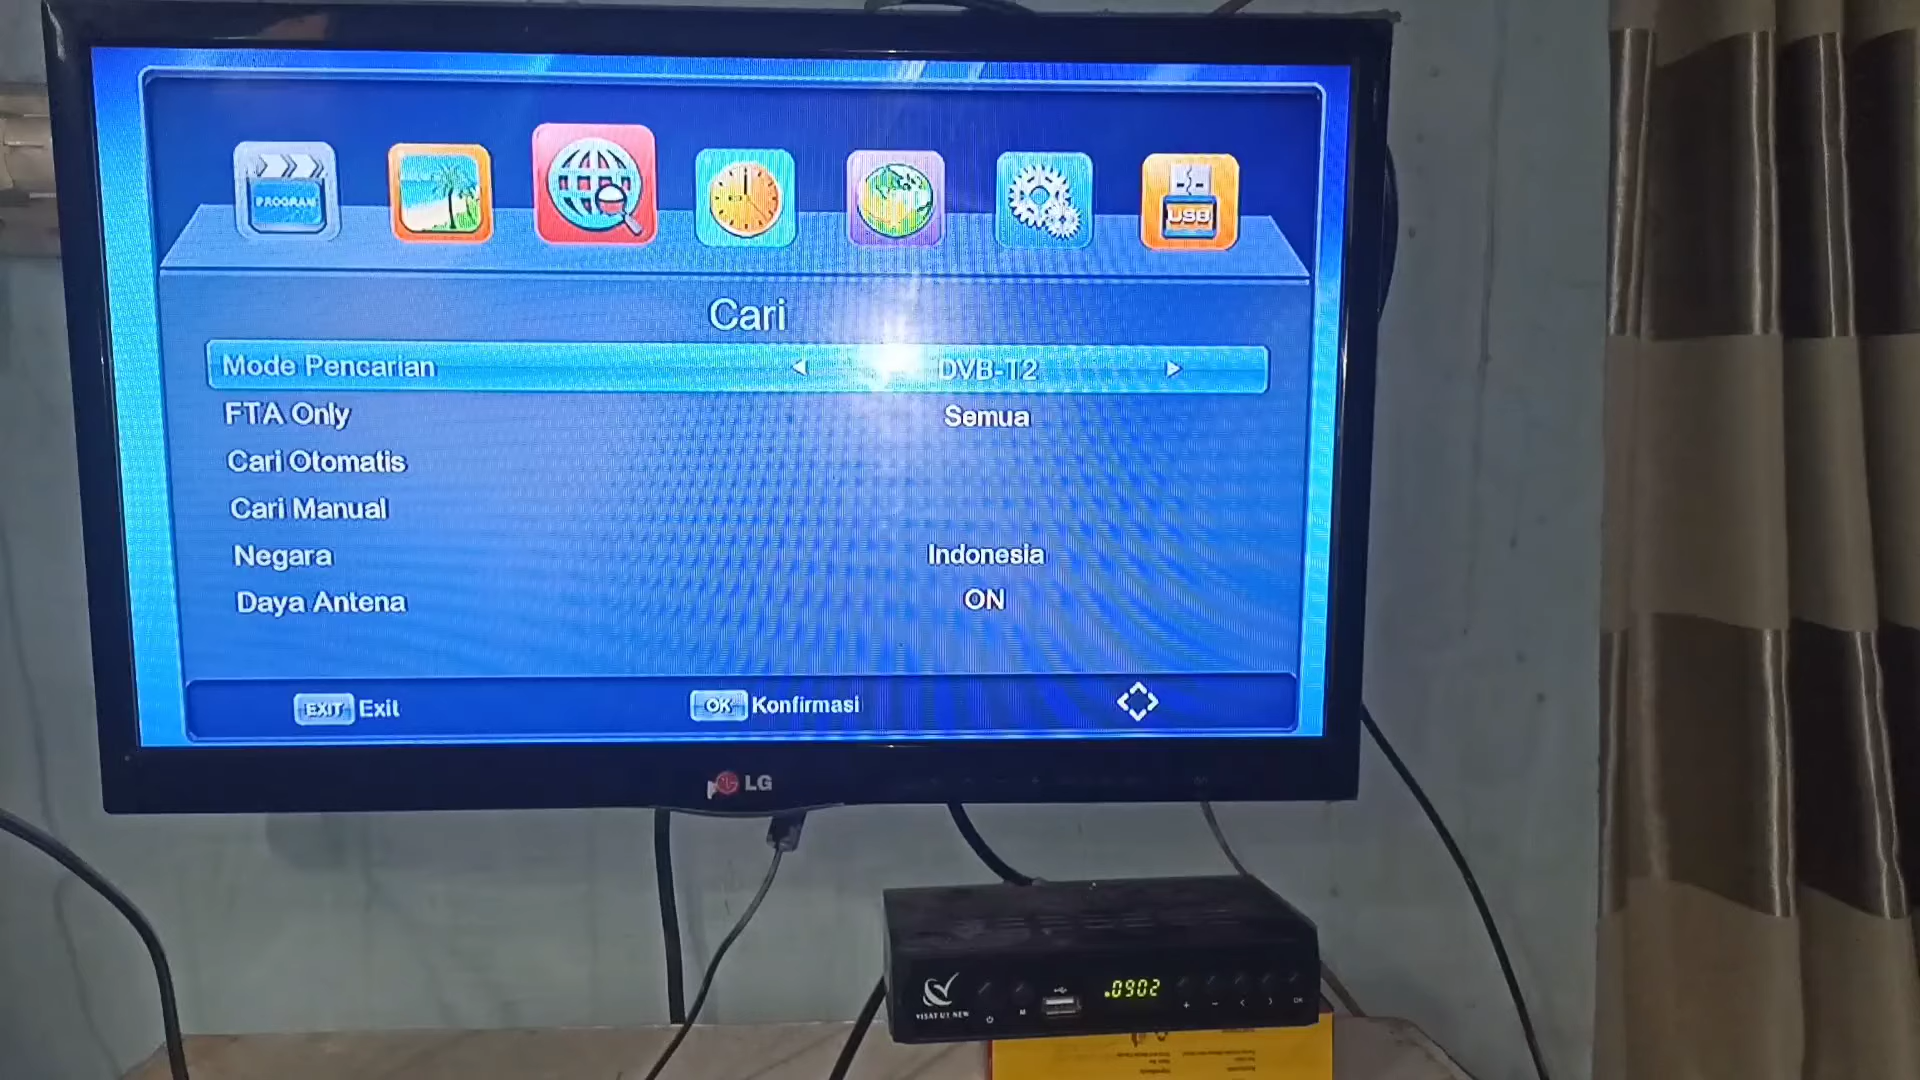 PROGRAM
USB
Cari
Mode Pencarian DVB-T2
FTA Only Semua
Cari Otomatis
Cari Manual
Negara Indonesia
Daya Antena ON
EXIT Exit
OK Konfirmasi
LG
.0902
+ - < > OK
M